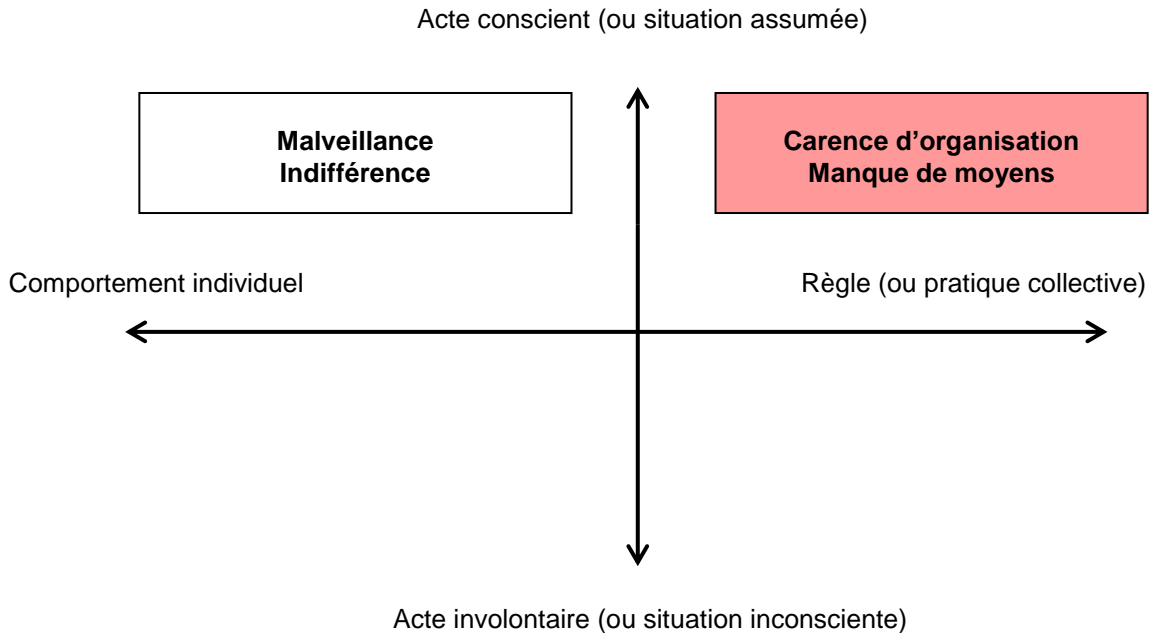 Acte conscient (ou situation assumée)
Malveillance
Indifférence
Carence d’organisation
Manque de moyens
Comportement individuel
Règle (ou pratique collective)
Acte involontaire (ou situation inconsciente)